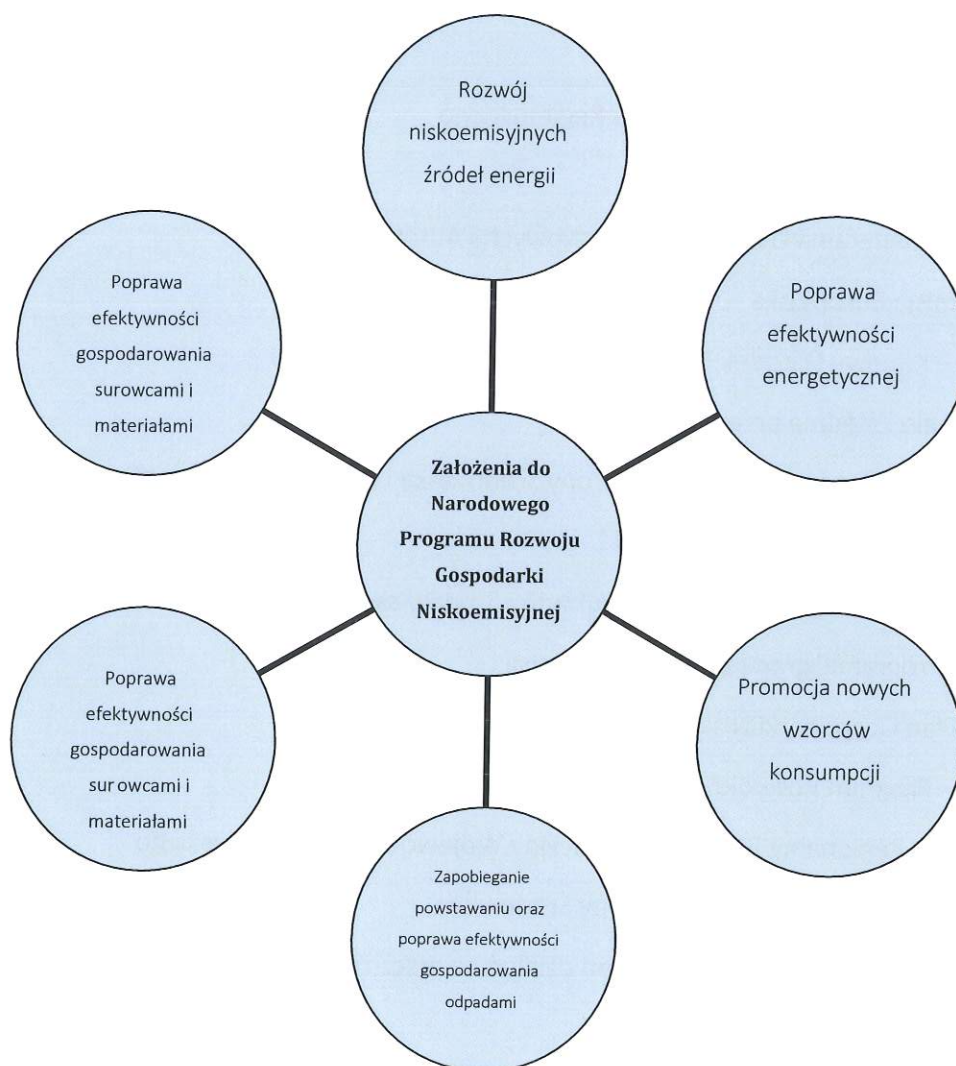 Rozwój
niskoemisyjnych
źródeł energii
Poprawa
efektywności
gospodarowania
surowcami i
materiałami
Poprawa
efektywności
energetycznej
Założenia do
Narodowego
Programu Rozwoju
Gospodarki
Niskoemisyjnej
Poprawa
efektywności
gospodarowania
surowcami i
materiałami
Promocja nowych
wzorców
konsumpcji
Zapobieganie
powstawaniu oraz
poprawa efektywności
gospodarowania
odpadami